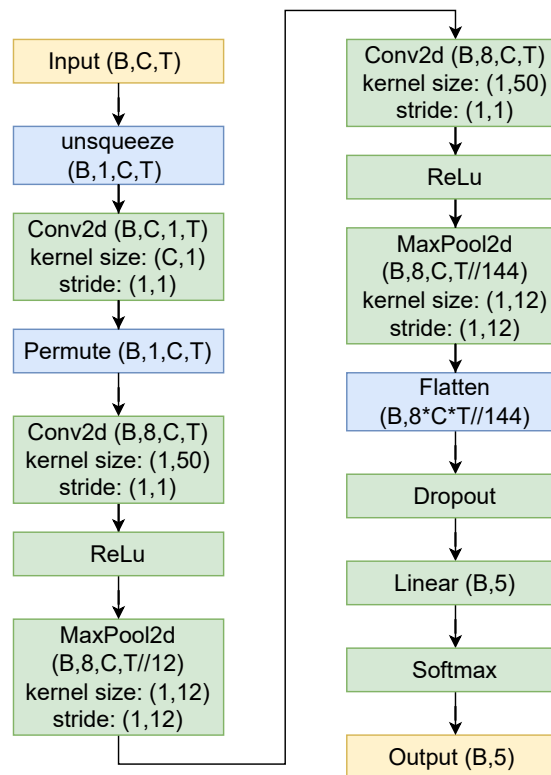 Input (B,C,T)
unsqueeze
(B,1,C,T)
Conv2d (B,C,1,T)
kernel size: (C,1)
stride: (1,1)
Permute (B,1,C,T)
Conv2d (B,8,C,T)
kernel size: (1,50)
stride: (1,1)
ReLu
MaxPool2d
(B,8,C,T//12)
kernel size: (1,12)
stride: (1,12)
Conv2d (B,8,C,T)
kernel size: (1,50)
stride: (1,1)
ReLu
MaxPool2d
(B,8,C,T//144)
kernel size: (1,12)
stride: (1,12)
Flatten
(B,8*C*T//144)
Dropout
Linear (B,5)
Softmax
Output (B,5)